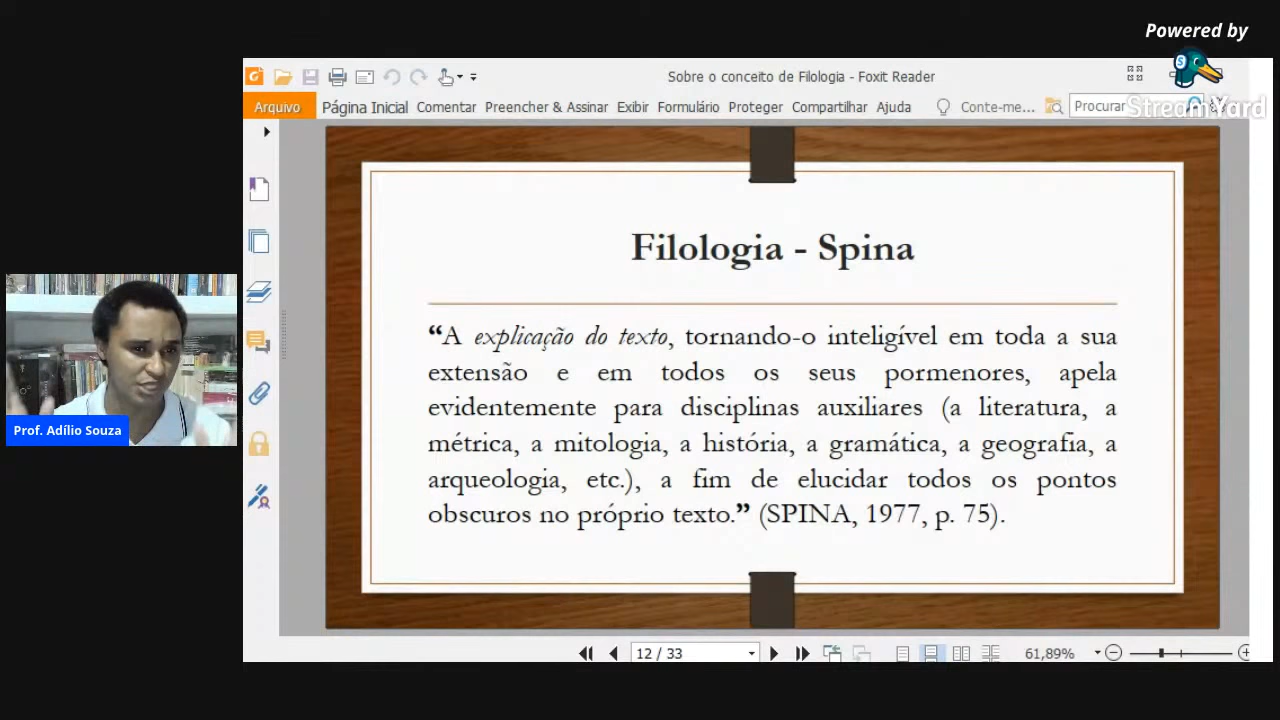 Powered by
StreamYard
Sobre o conceito de Filologia - Foxit Reader
Arquivo Página Inicial Comentar Preencher & Assinar Exibir Formulário Proteger Compartilhar Ajuda Conte-me... Procurar
Filologia - Spina
“A explicação do texto, tornando-o inteligível em toda a sua
extensão e em todos os seus pormenores, apela
evidentemente para disciplinas auxiliares (a literatura, a
métrica, a mitologia, a história, a gramática, a geografia, a
arqueologia, etc.), a fim de elucidar todos os pontos
obscuros no próprio texto.” (SPINA, 1977, p. 75).
Prof. Adílio Souza
12 / 33
61,89%